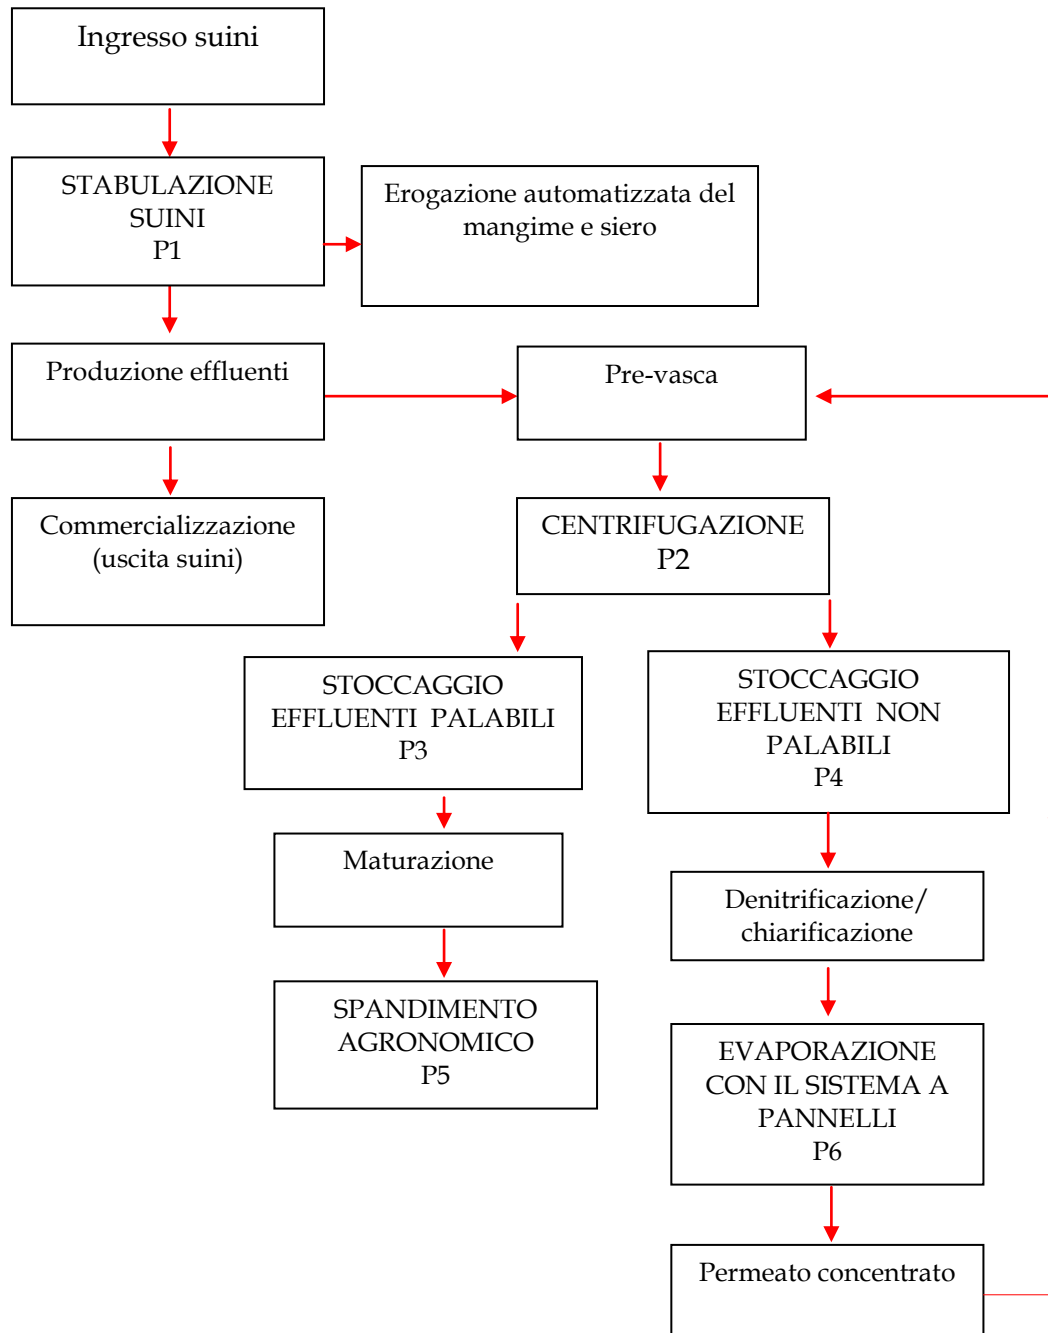 Ingresso suini
STABULAZIONE
SUINI
P1
Erogazione automatizzata del
mangime e siero
Produzione effluenti
Pre-vasca
Commercializzazione
(uscita suini)
CENTRIFUGAZIONE
P2
STOCCAGGIO
EFFLUENTI PALABILI
P3
STOCCAGGIO
EFFLUENTI NON
PALABILI
P4
Maturazione
Denitrificazione/
chiarificazione
SPANDIMENTO
AGRONOMICO
P5
EVAPORAZIONE
CON IL SISTEMA A
PANNELLI
P6
Permeato concentrato